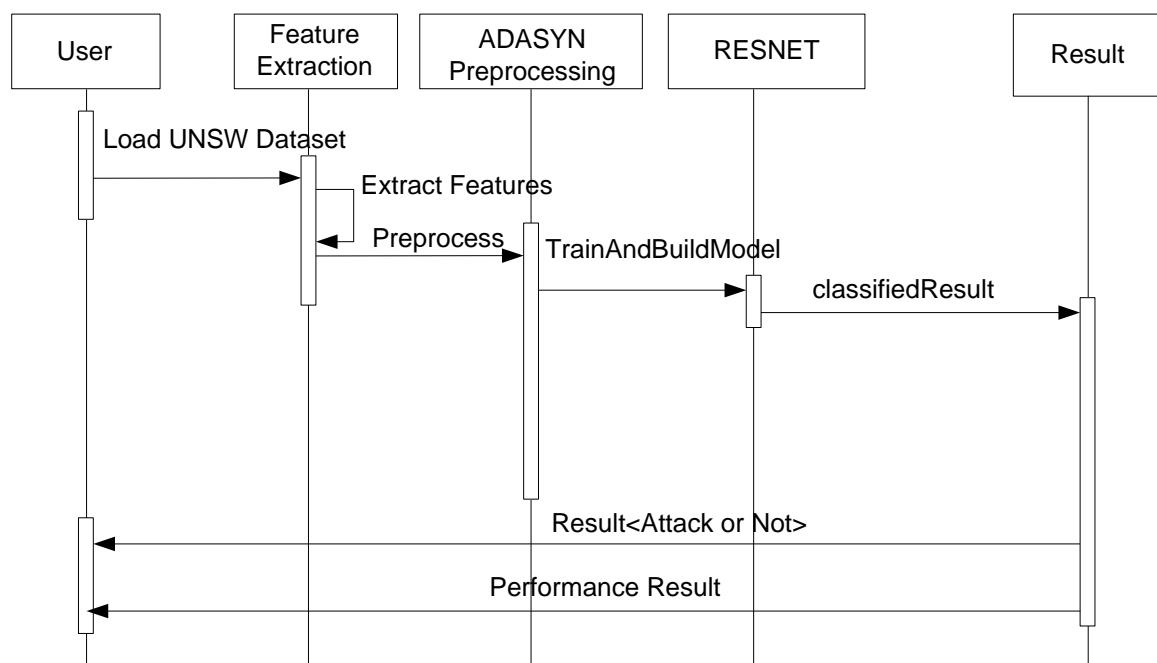 User
Feature
Extraction
ADASYN
Preprocessing
RESNET
Result
Load UNSW Dataset
Extract Features
Preprocess
TrainAndBuildModel
classifiedResult
Result<Attack or Not>
Performance Result